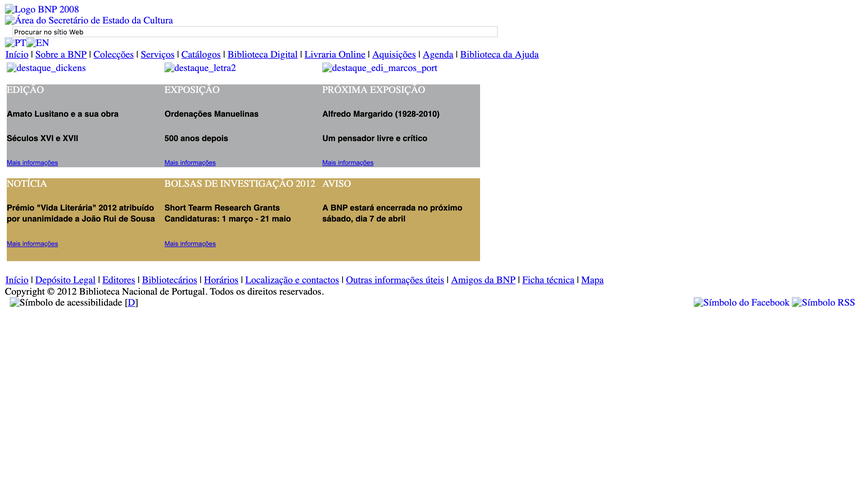 Logo BNP 2008
Área do Secretário de Estado da Cultura
Procurar no sítio Web
PT EN
Início | Sobre a BNP | Colecções | Serviços | Catálogos | Biblioteca Digital | Livraria Online | Aquisições | Agenda | Biblioteca da Ajuda
destaque_dickens destaque_letra2 destaque_edi_marcos_port
EDIÇÃO EXPOSIÇÃO PRÓXIMA EXPOSIÇÃO
Amato Lusitano e a sua obra Ordenações Manuelinas Alfredo Margarido (1928-2010)
Séculos XVI e XVII 500 anos depois Um pensador livre e crítico
Mais informações Mais informações Mais informações
NOTÍCIA BOLSAS DE INVESTIGAÇÃO 2012 AVISO
Prémio "Vida Literária" 2012 atribuído Short Tearm Research Grants A BNP estará encerrada no próximo
por unanimidade a João Rui de Sousa Candidaturas: 1 março - 21 maio sábado, dia 7 de abril
Mais informações Mais informações
Início | Depósito Legal | Editores | Bibliotecários | Horários | Localização e contactos | Outras informações úteis | Amigos da BNP | Ficha técnica | Mapa
Copyright © 2012 Biblioteca Nacional de Portugal. Todos os direitos reservados.
Símbolo de acessibilidade [D] Símbolo do Facebook Símbolo RSS